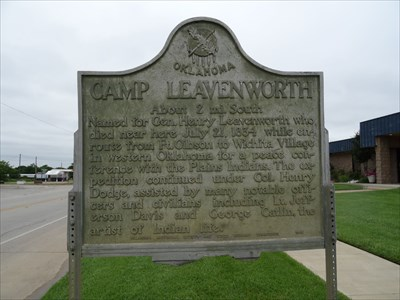 OKLAHOMA
CAMP LEAVENWORTH
About 2 mi. South
Named for Gen. Henry Leavenworth who
died near here July 21, 1834 while en-
route from Ft. Gibson to Wichita Village
in western Oklahoma for a peace con-
ference with the Plains Tribes. The ex-
pedition continued under Col. Henry
Dodge, assisted by many notable offi-
cers and civilians including Lt. Jeff-
erson Davis and George Catlin, the
artist of Indian life.